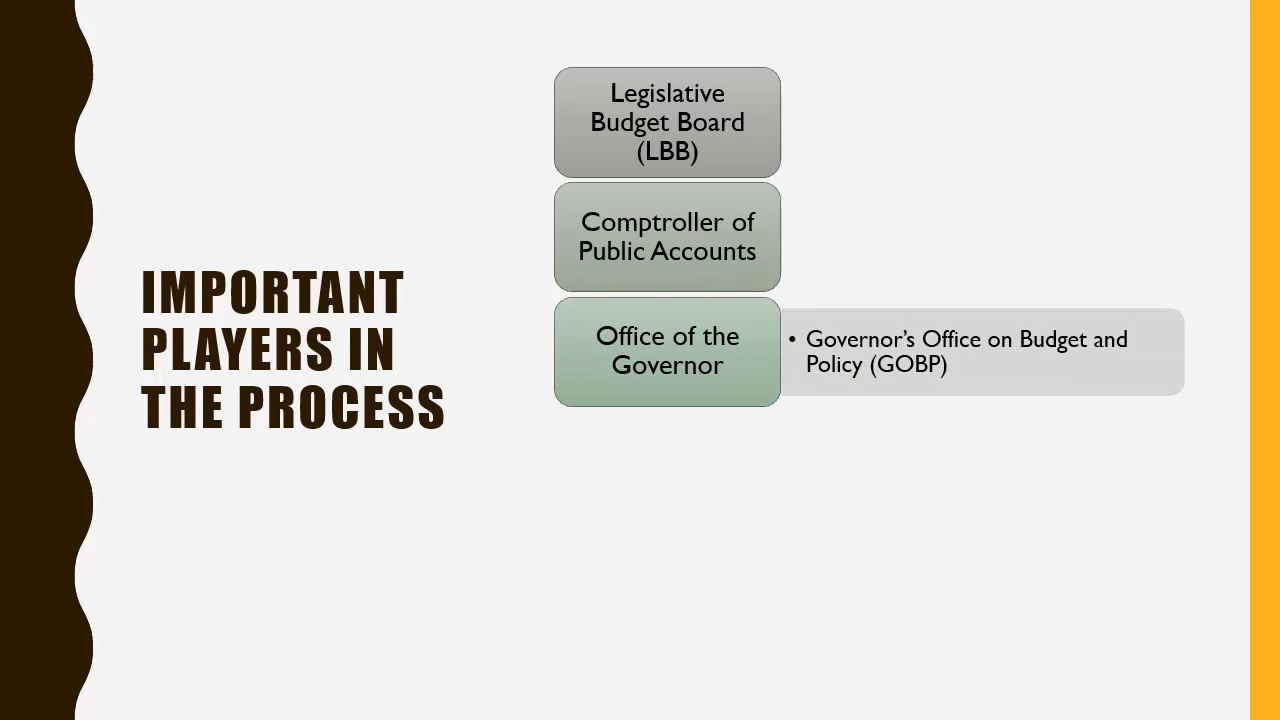 IMPORTANT
PLAYERS IN
THE PROCESS
Legislative
Budget Board
(LBB)
Comptroller of
Public Accounts
Office of the
Governor
• Governor’s Office on Budget and
Policy (GOBP)